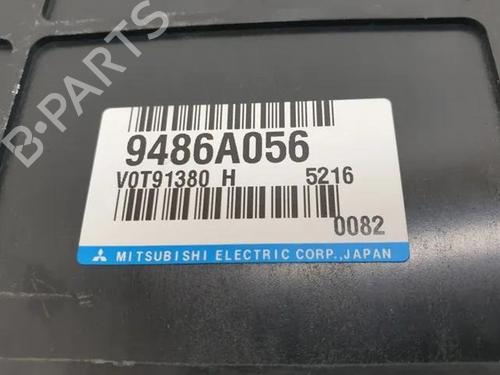 B-PARTS
9486A056
V0T91380 H 5216
0082
MITSUBISHI ELECTRIC CORP.,JAPAN